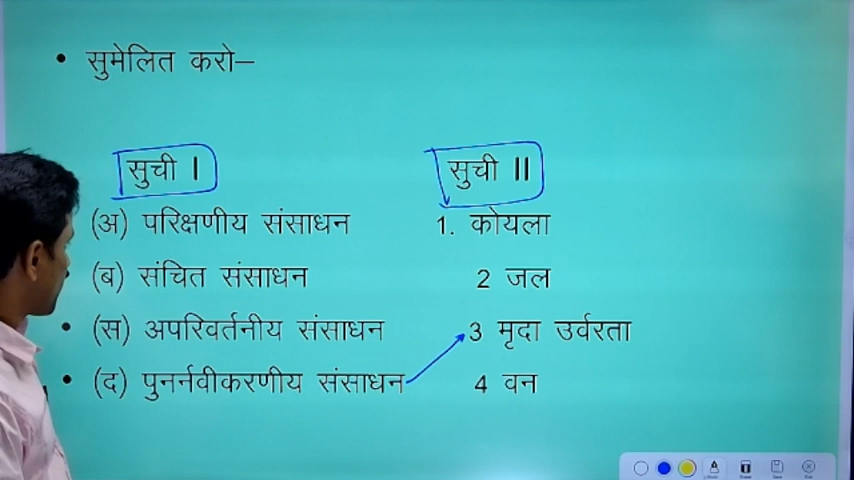 • सुमेलित करो–
सुची I सुची II
(अ) परिक्षणीय संसाधन 1. कोयला
(ब) संचित संसाधन 2 जल
• (स) अपरिवर्तनीय संसाधन 3 मृदा उर्वरता
• (द) पुनर्नवीकरणीय संसाधन 4 वन